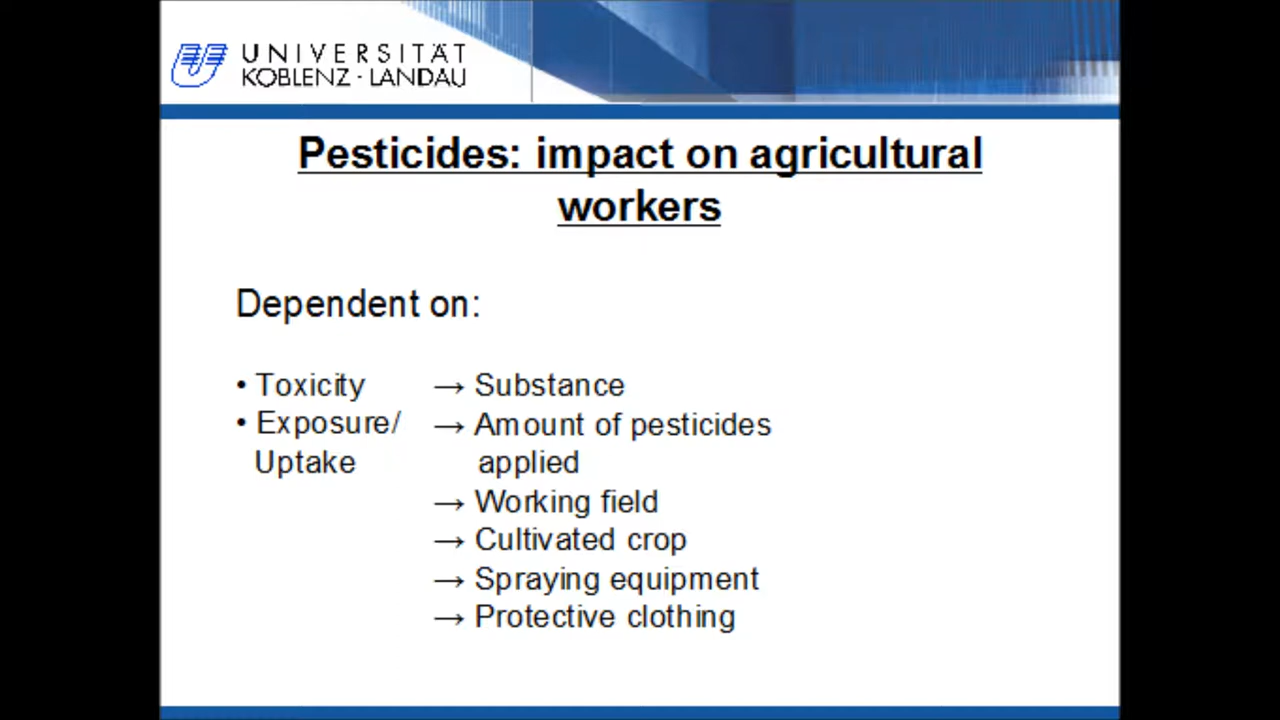 UNIVERSITÄT
KOBLENZ · LANDAU
Pesticides: impact on agricultural
workers
Dependent on:
• Toxicity → Substance
• Exposure/ → Amount of pesticides
Uptake applied
→ Working field
→ Cultivated crop
→ Spraying equipment
→ Protective clothing